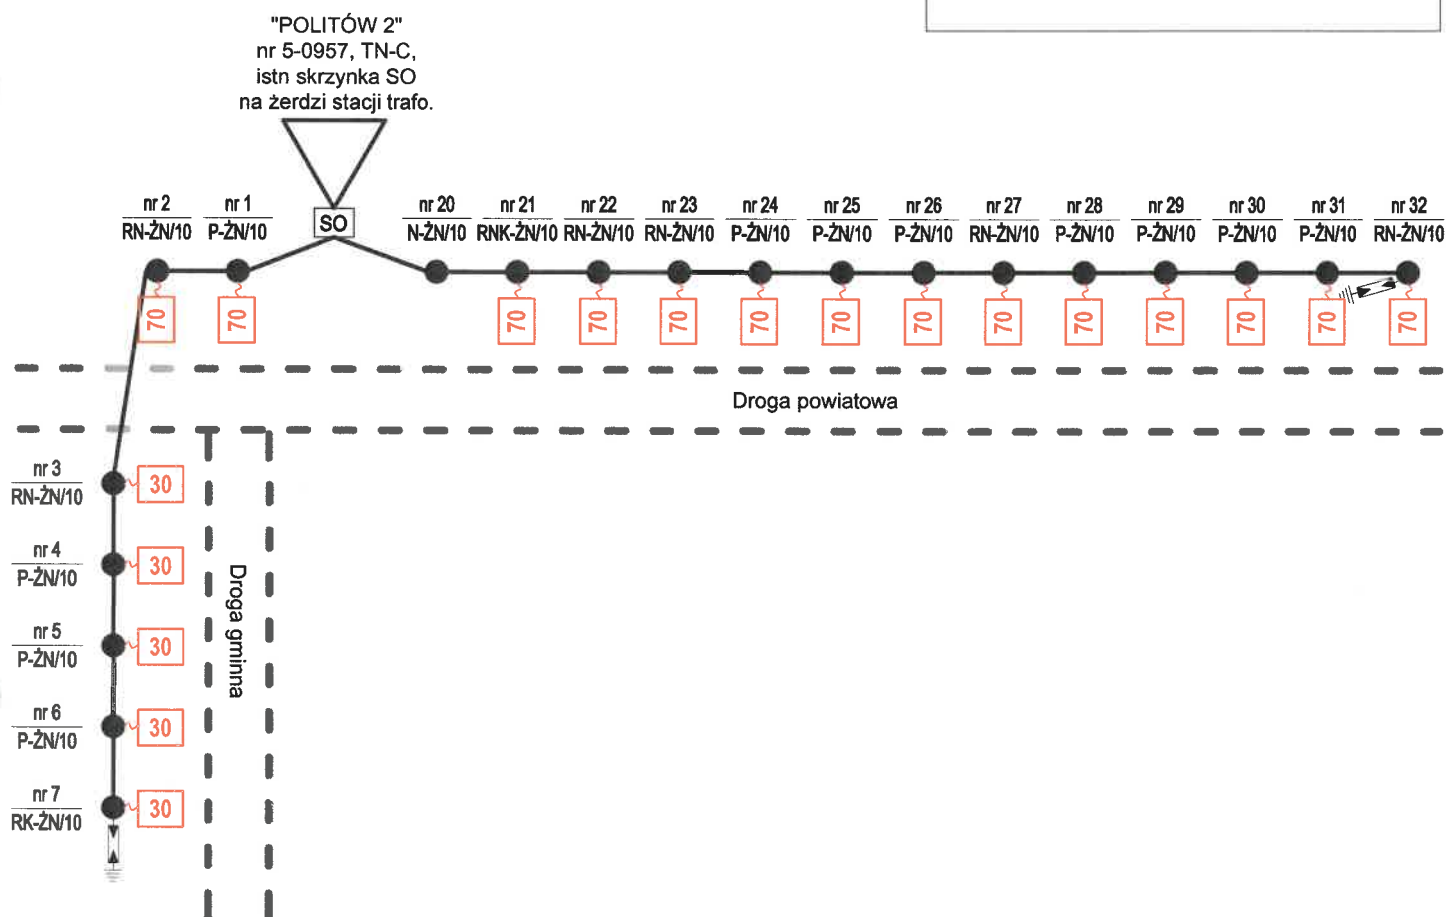 "POLITÓW 2"
nr 5-0957, TN-C,
istn skrzynka SO
na żerdzi stacji trafo.
nr 2
RN-ŻN/10
nr 1
P-ŻN/10
SO
nr 20
N-ŻN/10
nr 21
RNK-ŻN/10
nr 22
RN-ŻN/10
nr 23
RN-ŻN/10
nr 24
P-ŻN/10
nr 25
P-ŻN/10
nr 26
P-ŻN/10
nr 27
RN-ŻN/10
nr 28
P-ŻN/10
nr 29
P-ŻN/10
nr 30
P-ŻN/10
nr 31
P-ŻN/10
nr 32
RN-ŻN/10
70
70
70
70
70
70
70
70
70
70
70
70
70
70
Droga powiatowa
nr 3
RN-ŻN/10
30
nr 4
P-ŻN/10
30
nr 5
P-ŻN/10
30
nr 6
P-ŻN/10
30
nr 7
RK-ŻN/10
30
Droga gminna